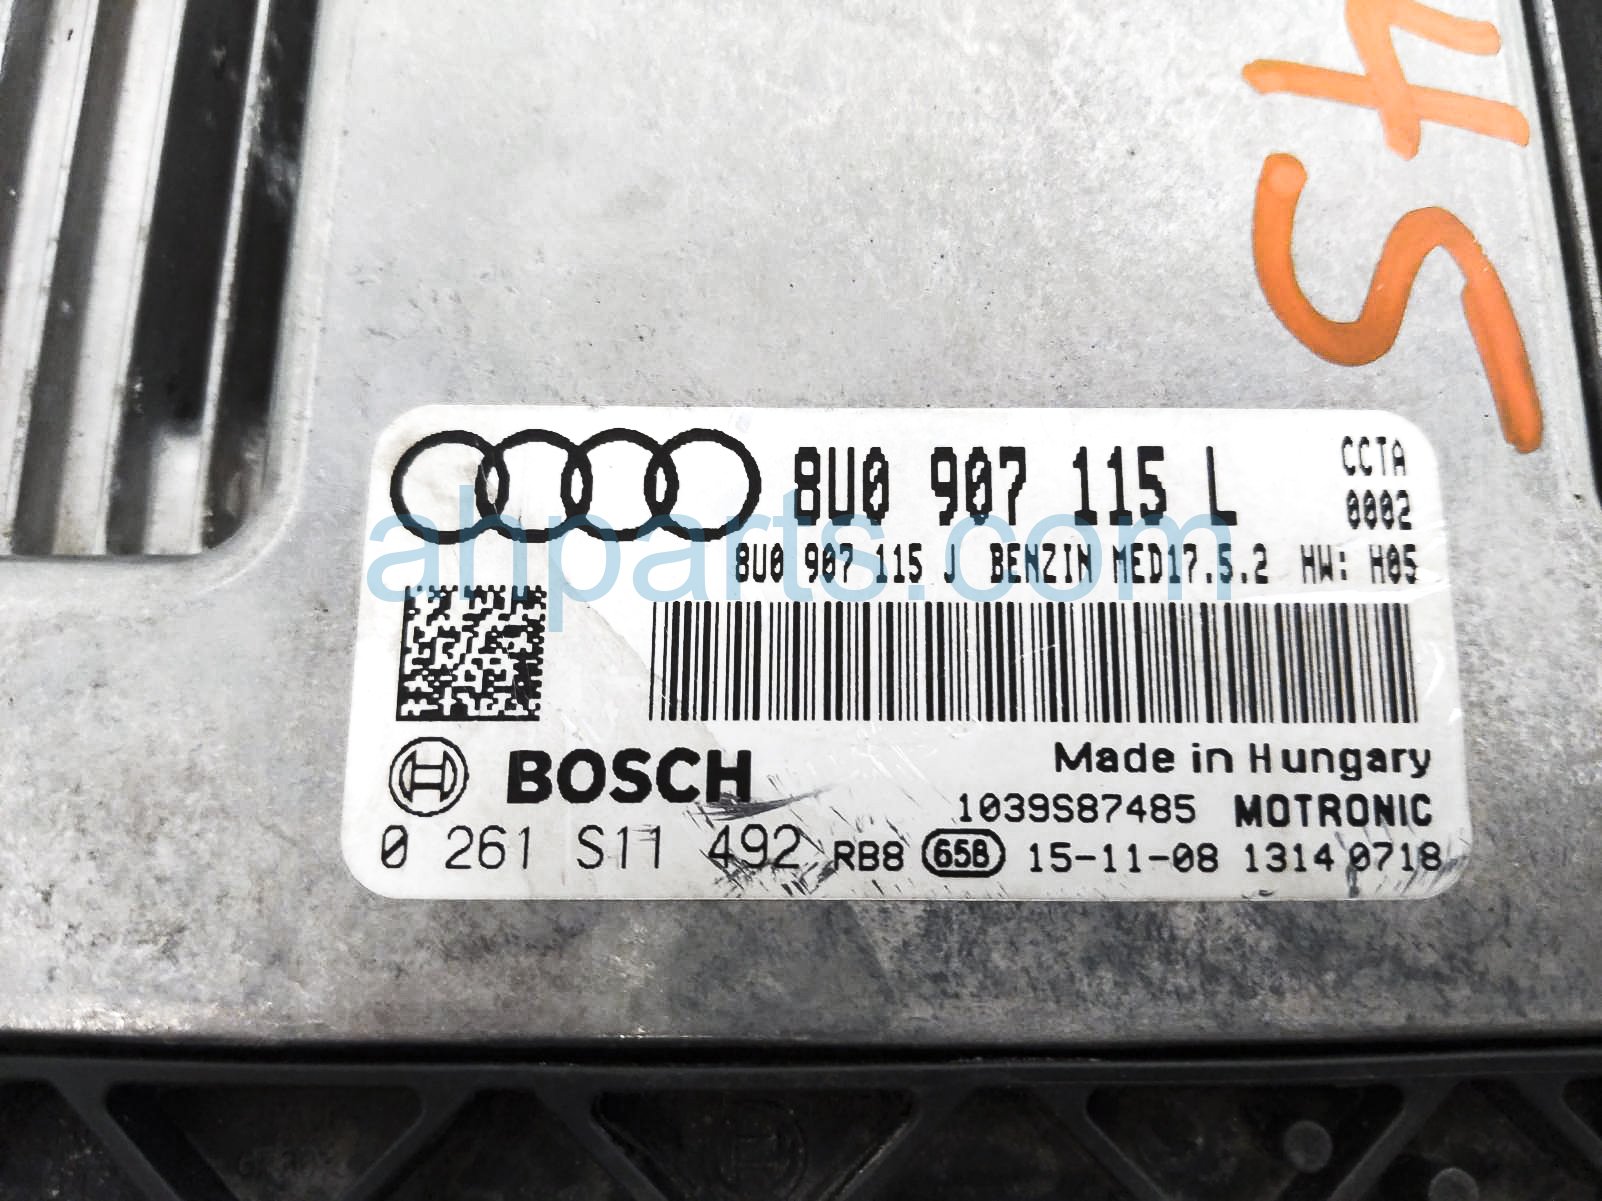 45
8U0 907 115 L
CCTA
0002
8U0 907 115 J BENZIN MED17.5.2 HW: H05
ahparts.com
BOSCH
Made in Hungary
1039S87485 MOTRONIC
0 261 S11 492 RB8 658 15-11-08 1314 0718